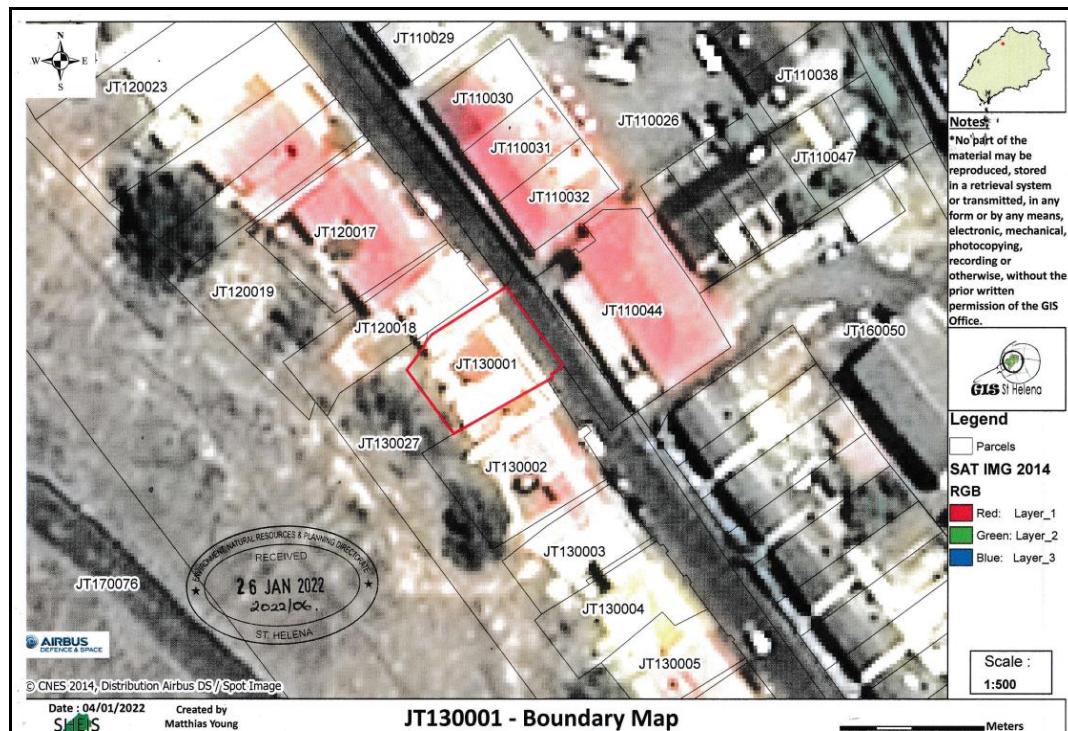 N
W E
S
JT120023
JT110029
JT110038
JT110030
JT110026
JT110031
JT110047
JT110032
JT120017
JT120019
JT110044
JT120018
JT160050
JT130001
JT130027
JT130002
JT130003
JT170076
JT130004
JT130005
ENVIRONMENT, NATURAL RESOURCES & PLANNING DIRECTORATE
RECEIVED
26 JAN 2022
2022/06.
ST. HELENA
AIRBUS
DEFENCE & SPACE
© CNES 2014, Distribution Airbus DS / Spot Image
Notes:
*No part of the
material may be
reproduced, stored
in a retrieval system
or transmitted, in any
form or by any means,
electronic, mechanical,
photocopying,
recording or
otherwise, without the
prior written
permission of the GIS
Office.
GIS St Helena
Legend
Parcels
SAT IMG 2014
RGB
Red: Layer_1
Green: Layer_2
Blue: Layer_3
Scale :
1:500
Date : 04/01/2022
Created by
Matthias Young
JT130001 - Boundary Map
Meters